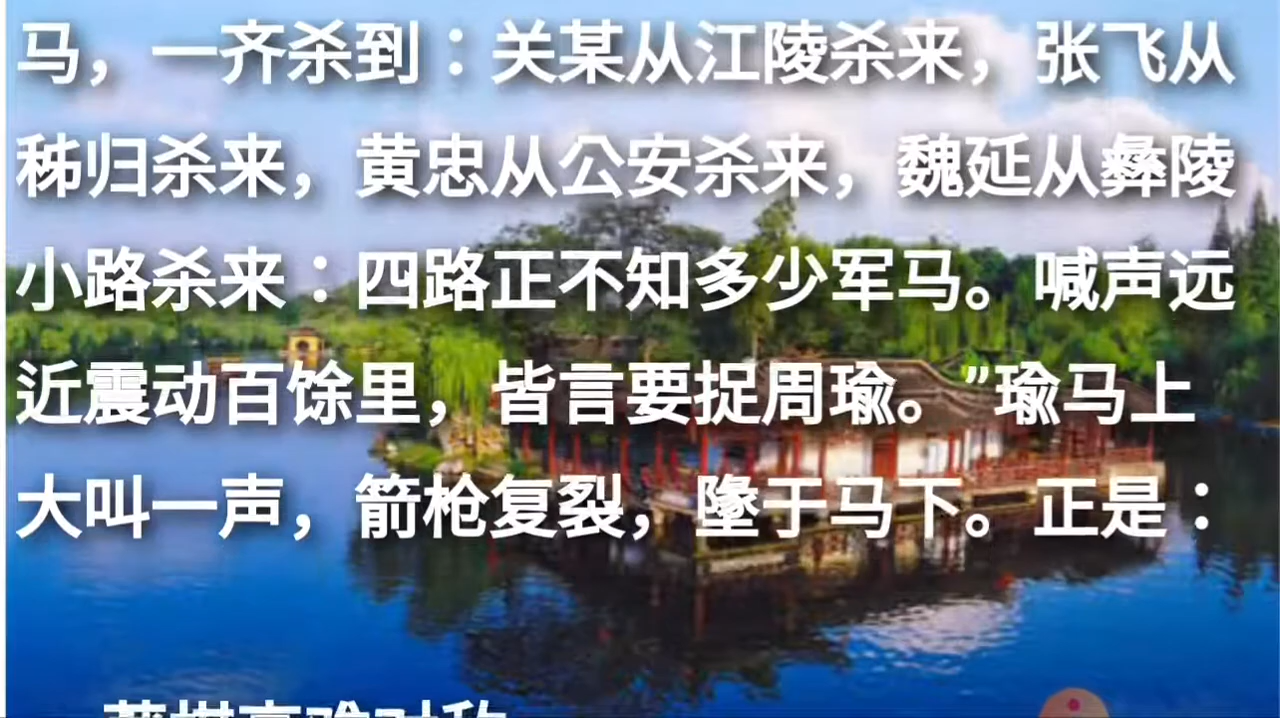 马，一齐杀到：关某从江陵杀来，张飞从
秭归杀来，黄忠从公安杀来，魏延从彝陵
小路杀来：四路正不知多少军马。喊声远
近震动百馀里，皆言要捉周瑜。”瑜马上
大叫一声，箭枪复裂，墬于马下。正是：